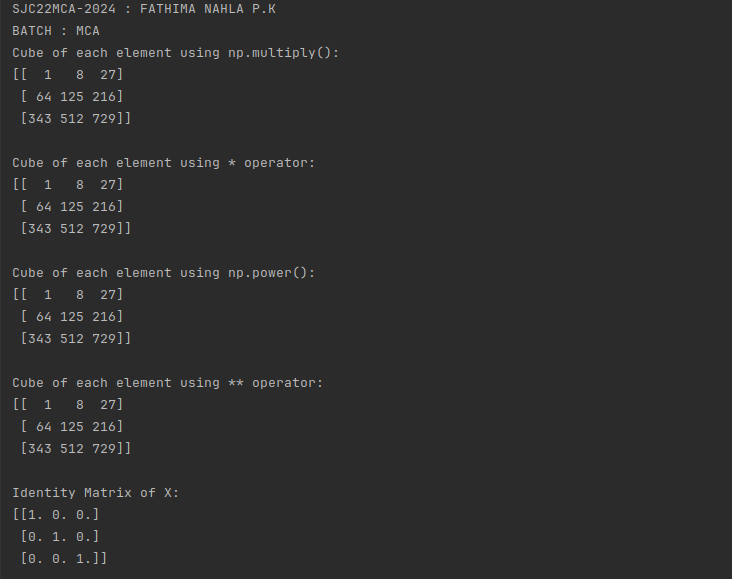 SJC22MCA-2024 : FATHIMA NAHLA P.K
BATCH : MCA
Cube of each element using np.multiply():
[[  1   8  27]
 [ 64 125 216]
 [343 512 729]]

Cube of each element using * operator:
[[  1   8  27]
 [ 64 125 216]
 [343 512 729]]

Cube of each element using np.power():
[[  1   8  27]
 [ 64 125 216]
 [343 512 729]]

Cube of each element using ** operator:
[[  1   8  27]
 [ 64 125 216]
 [343 512 729]]

Identity Matrix of X:
[[1. 0. 0.]
 [0. 1. 0.]
 [0. 0. 1.]]